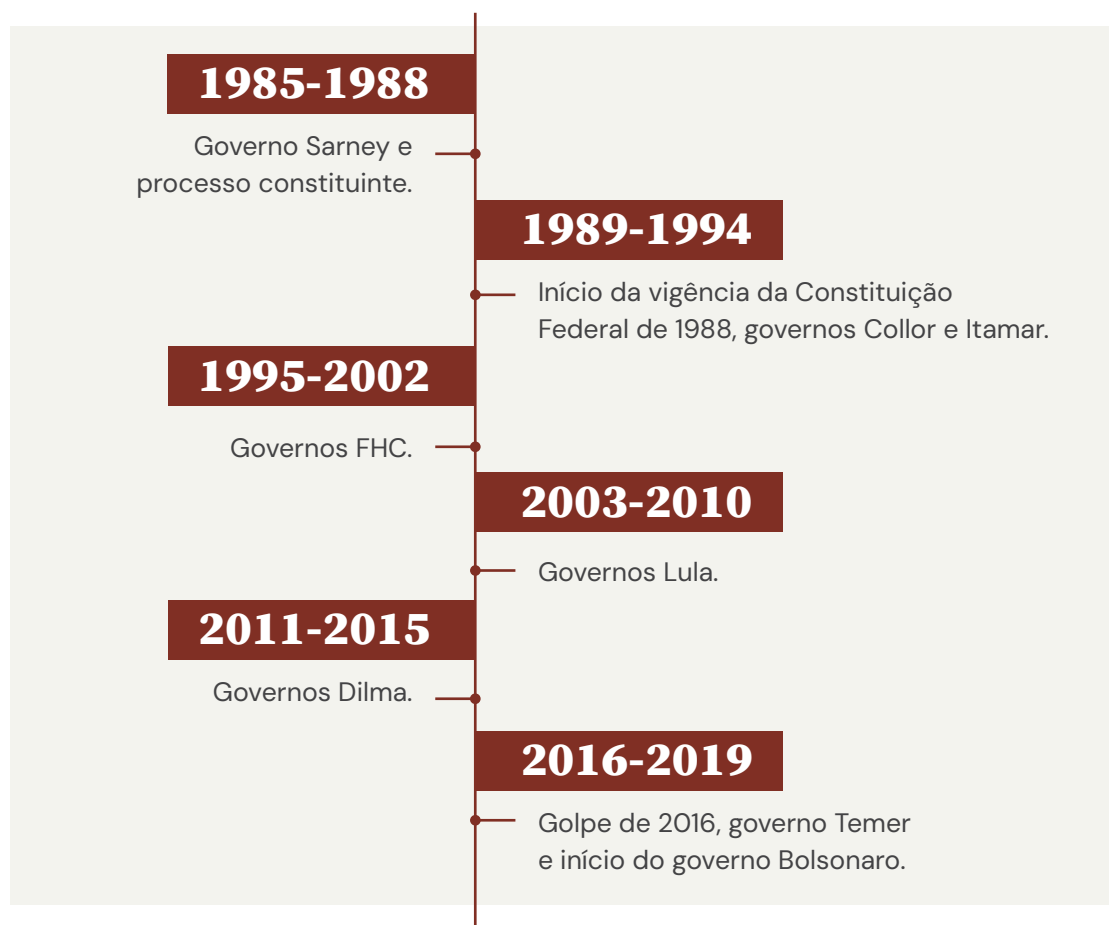 1985-1988
Governo Sarney e
processo constituinte.
1989-1994
Início da vigência da Constituição
Federal de 1988, governos Collor e Itamar.
1995-2002
Governos FHC.
2003-2010
Governos Lula.
2011-2015
Governos Dilma.
2016-2019
Golpe de 2016, governo Temer
e início do governo Bolsonaro.